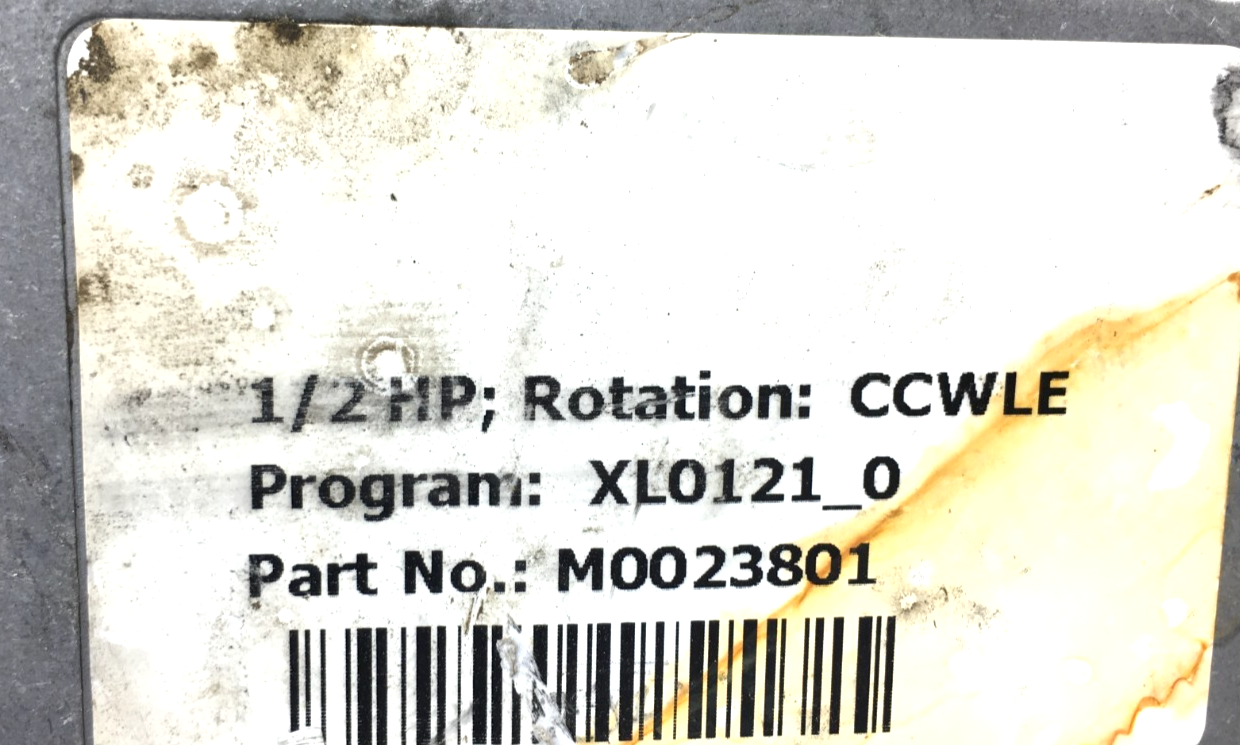 1/2 HP; Rotation: CCWLE
Program: XL0121_0
Part No.: M0023801